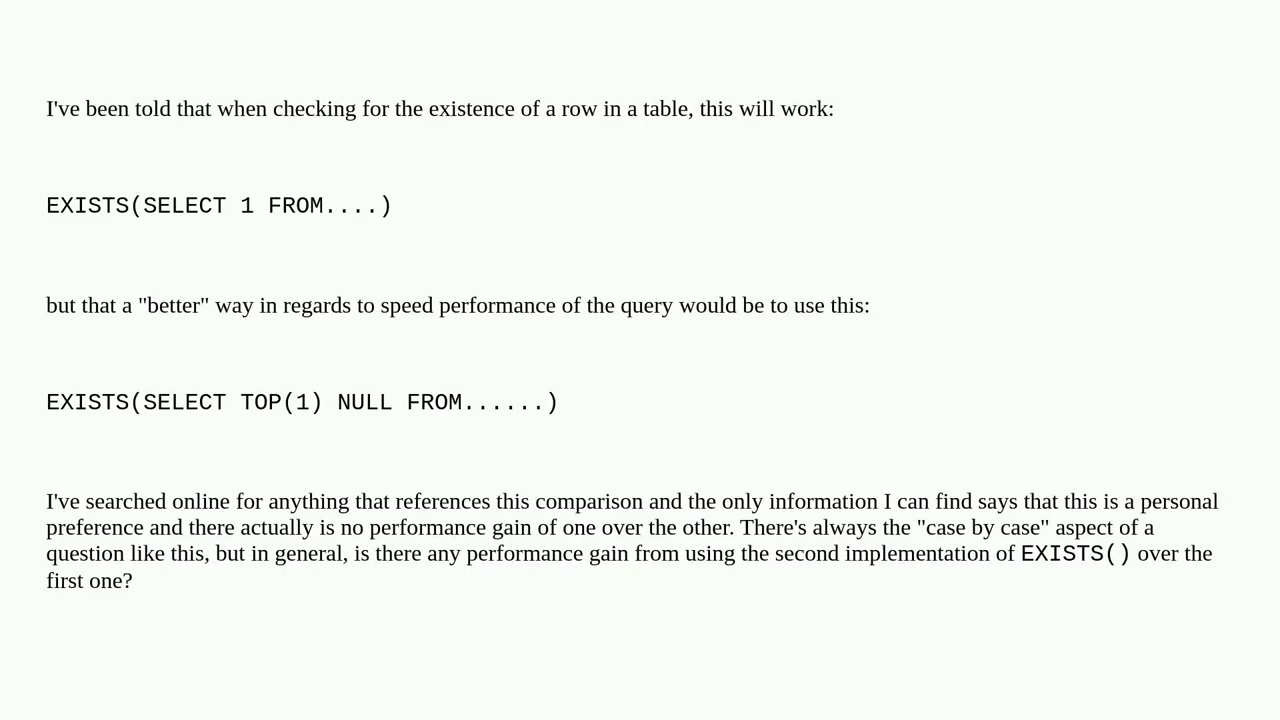 I've been told that when checking for the existence of a row in a table, this will work:
EXISTS(SELECT 1 FROM....)
but that a "better" way in regards to speed performance of the query would be to use this:
EXISTS(SELECT TOP(1) NULL FROM......)
I've searched online for anything that references this comparison and the only information I can find says that this is a personal
preference and there actually is no performance gain of one over the other. There's always the "case by case" aspect of a
question like this, but in general, is there any performance gain from using the second implementation of EXISTS() over the
first one?